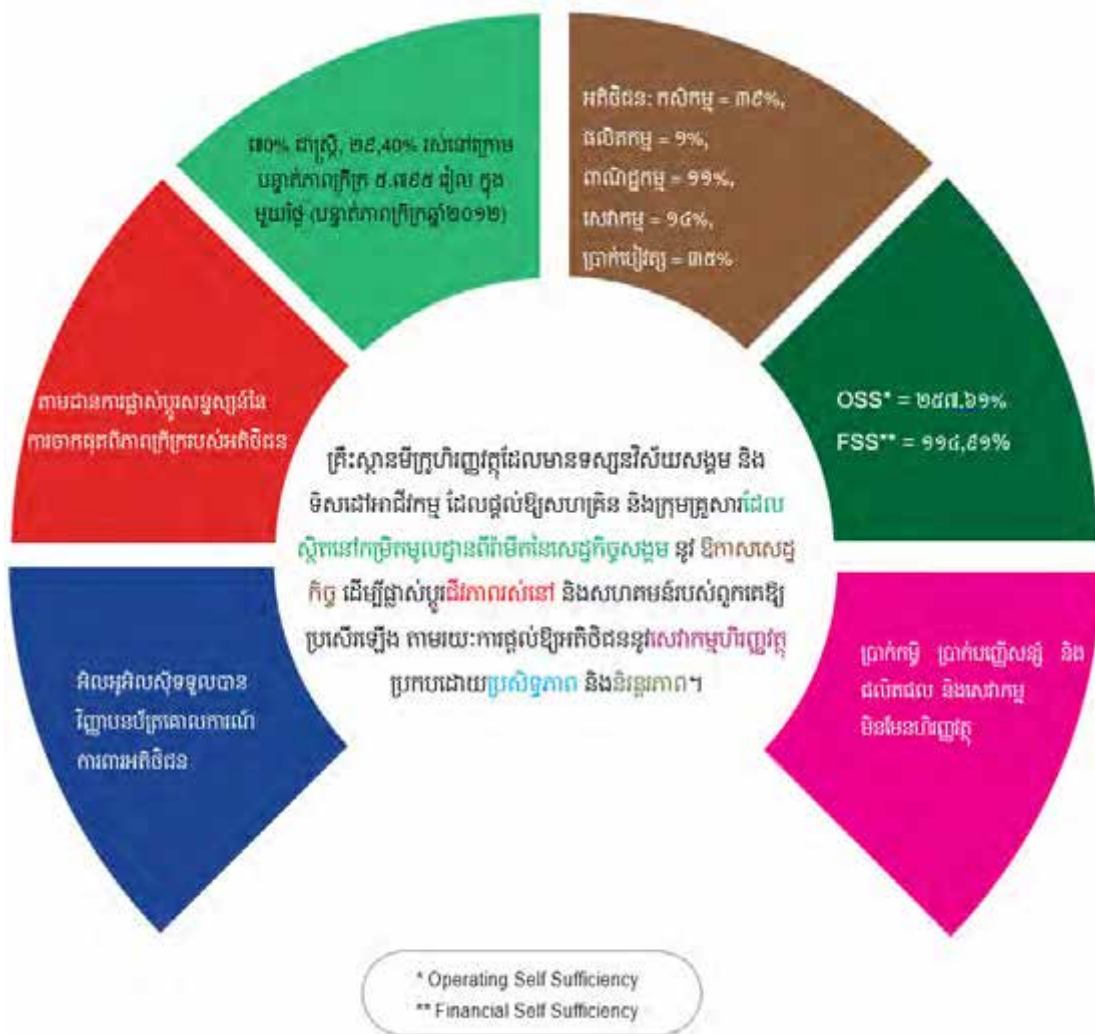 ៧០% ជាស្ត្រី, ២៩,40% រស់នៅក្រោម
បន្ទាត់ភាពក្រីក្រ ៥.៧៩៥ រៀល ក្នុង
មួយថ្ងៃ (បន្ទាត់ភាពក្រីក្រឆ្នាំ២០១២)
អតិថិជន: កសិកម្ម = ៣៩%,
ផលិតកម្ម = ១%,
ពាណិជ្ជកម្ម = ១១%,
សេវាកម្ម = ១៤%,
ប្រាក់បៀវត្ស = ៣៥%
តាមដានការផ្លាស់ប្តូរសន្ទស្សន៍នៃ
ការចាកផុតពីភាពក្រីក្ររបស់អតិថិជន
OSS* = ២៥៧,៦១%
FSS** = ១១៤,៩១%
គ្រឹះស្ថានមីក្រូហិរញ្ញវត្ថុដែលមានទស្សនវិស័យសង្គម និង
ទិសដៅអាជីវកម្ម ដែលផ្តល់ឱ្យសហគ្រិន និងក្រុមគ្រួសារដែល
ស្ថិតនៅកម្រិតមូលដ្ឋានពីរ៉ាមីតនៃសេដ្ឋកិច្ចសង្គម នូវ ឱកាសសេដ្ឋ
កិច្ច ដើម្បីផ្លាស់ប្តូរជីវភាពរស់នៅ និងសហគមន៍របស់ពួកគេឱ្យ
ប្រសើរឡើង តាមរយៈការផ្តល់ឱ្យអតិថិជននូវសេវាកម្មហិរញ្ញវត្ថុ
ប្រកបដោយប្រសិទ្ធភាព និងនិរន្តរភាព។
អិលអូអិលស៊ីទទួលបាន
វិញ្ញាបនបត្រគោលការណ៍
ការពារអតិថិជន
ប្រាក់កម្ចី ប្រាក់បញ្ញើសន្សំ និង
ផលិតផល និងសេវាកម្ម
មិនមែនហិរញ្ញវត្ថុ
* Operating Self Sufficiency
** Financial Self Sufficiency